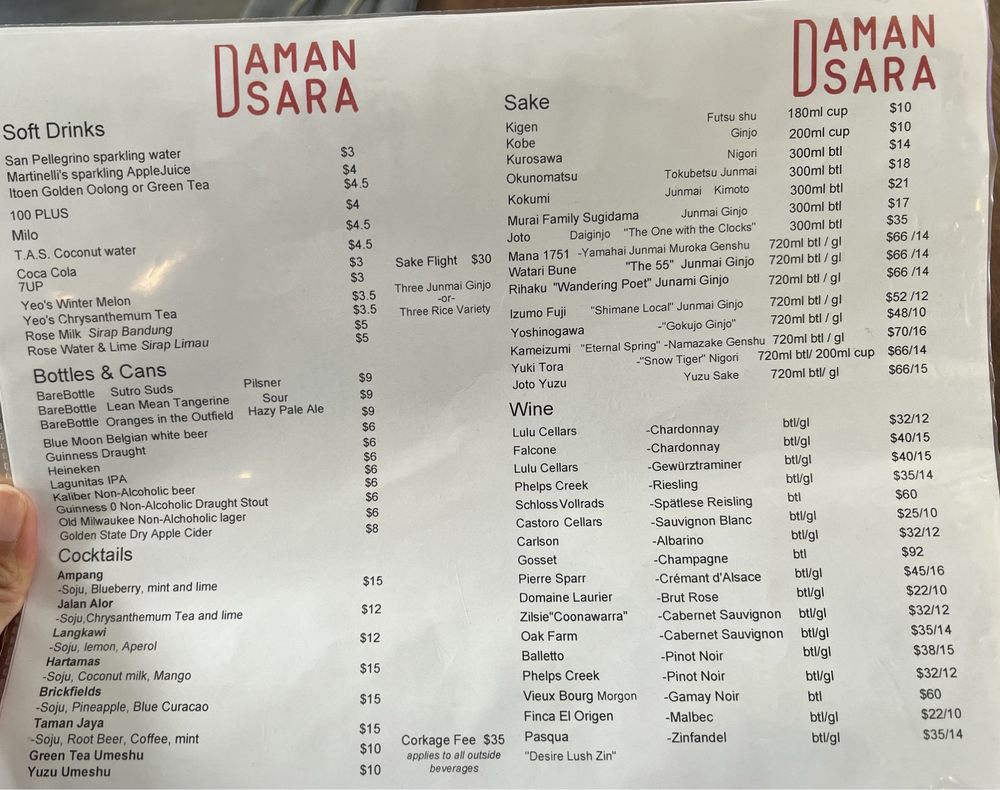 DAMAN
SARA
Soft Drinks
San Pellegrino sparkling water $3
Martinelli's sparkling AppleJuice $4
Itoen Golden Oolong or Green Tea $4.5
100 PLUS $4
Milo $4.5
T.A.S. Coconut water $4.5
Coca Cola $3
7UP $3
Yeo's Winter Melon $3.5
Yeo's Chrysanthemum Tea $3.5
Rose Milk Sirap Bandung $5
Rose Water & Lime Sirap Limau $5
Sake Flight $30
Three Junmai Ginjo
-or-
Three Rice Variety
Bottles & Cans
BareBottle Sutro Suds Pilsner $9
BareBottle Lean Mean Tangerine Sour $9
BareBottle Oranges in the Outfield Hazy Pale Ale $9
Blue Moon Belgian white beer $6
Guinness Draught $6
Heineken $6
Lagunitas IPA $6
Kaliber Non-Alcoholic beer $6
Guinness 0 Non-Alcoholic Draught Stout $6
Old Milwaukee Non-Alchoholic lager $6
Golden State Dry Apple Cider $8
Cocktails
Ampang
-Soju, Blueberry, mint and lime $15
Jalan Alor
-Soju,Chrysanthemum Tea and lime $12
Langkawi
-Soju, lemon, Aperol $12
Hartamas
-Soju, Coconut milk, Mango $15
Brickfields
-Soju, Pineapple, Blue Curacao $15
Taman Jaya
-Soju, Root Beer, Coffee, mint $15
Green Tea Umeshu $10
Yuzu Umeshu $10
Corkage Fee $35
applies to all outside
beverages
DAMAN
SARA
Sake
Kigen Futsu shu 180ml cup $10
Kobe Ginjo 200ml cup $10
Kurosawa Nigori 300ml btl $14
Okunomatsu Tokubetsu Junmai 300ml btl $18
Kokumi Junmai Kimoto 300ml btl $21
Murai Family Sugidama Junmai Ginjo 300ml btl $17
Joto Daiginjo "The One with the Clocks" 300ml btl $35
Mana 1751 -Yamahai Junmai Muroka Genshu 720ml btl / gl $66 /14
Watari Bune "The 55" Junmai Ginjo 720ml btl / gl $66 /14
Rihaku "Wandering Poet" Junami Ginjo 720ml btl / gl $66 /14
Izumo Fuji "Shimane Local" Junmai Ginjo 720ml btl / gl $52 /12
Yoshinogawa -"Gokujo Ginjo" 720ml btl / gl $48/10
Kameizumi "Eternal Spring" -Namazake Genshu 720ml btl / gl $70/16
Yuki Tora -"Snow Tiger" Nigori 720ml btl/ 200ml cup $66/14
Joto Yuzu Yuzu Sake 720ml btl/ gl $66/15
Wine
Lulu Cellars -Chardonnay btl/gl $32/12
Falcone -Chardonnay btl/gl $40/15
Lulu Cellars -Gewürztraminer btl/gl $40/15
Phelps Creek -Riesling btl/gl $35/14
Schloss Vollrads -Spätlese Reisling btl $60
Castoro Cellars -Sauvignon Blanc btl/gl $25/10
Carlson -Albarino btl/gl $32/12
Gosset -Champagne btl $92
Pierre Sparr -Crémant d'Alsace btl/gl $45/16
Domaine Laurier -Brut Rose btl/gl $22/10
Zilsie"Coonawarra" -Cabernet Sauvignon btl/gl $32/12
Oak Farm -Cabernet Sauvignon btl/gl $35/14
Balletto -Pinot Noir btl/gl $38/15
Phelps Creek -Pinot Noir btl/gl $32/12
Vieux Bourg Morgon -Gamay Noir btl $60
Finca El Origen -Malbec btl/gl $22/10
Pasqua -Zinfandel btl/gl $35/14
"Desire Lush Zin"